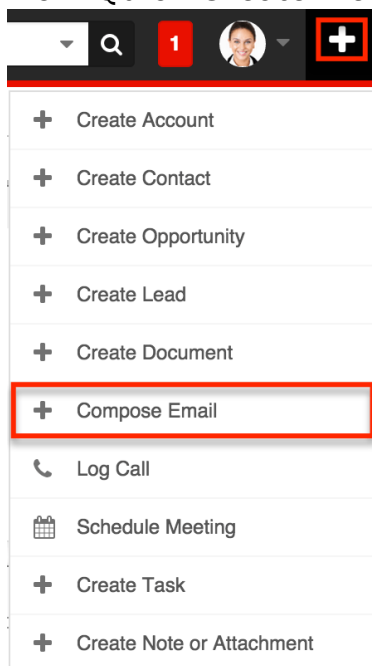 1
Create Account
Create Contact
Create Opportunity
Create Lead
Create Document
Compose Email
Log Call
Schedule Meeting
Create Task
Create Note or Attachment